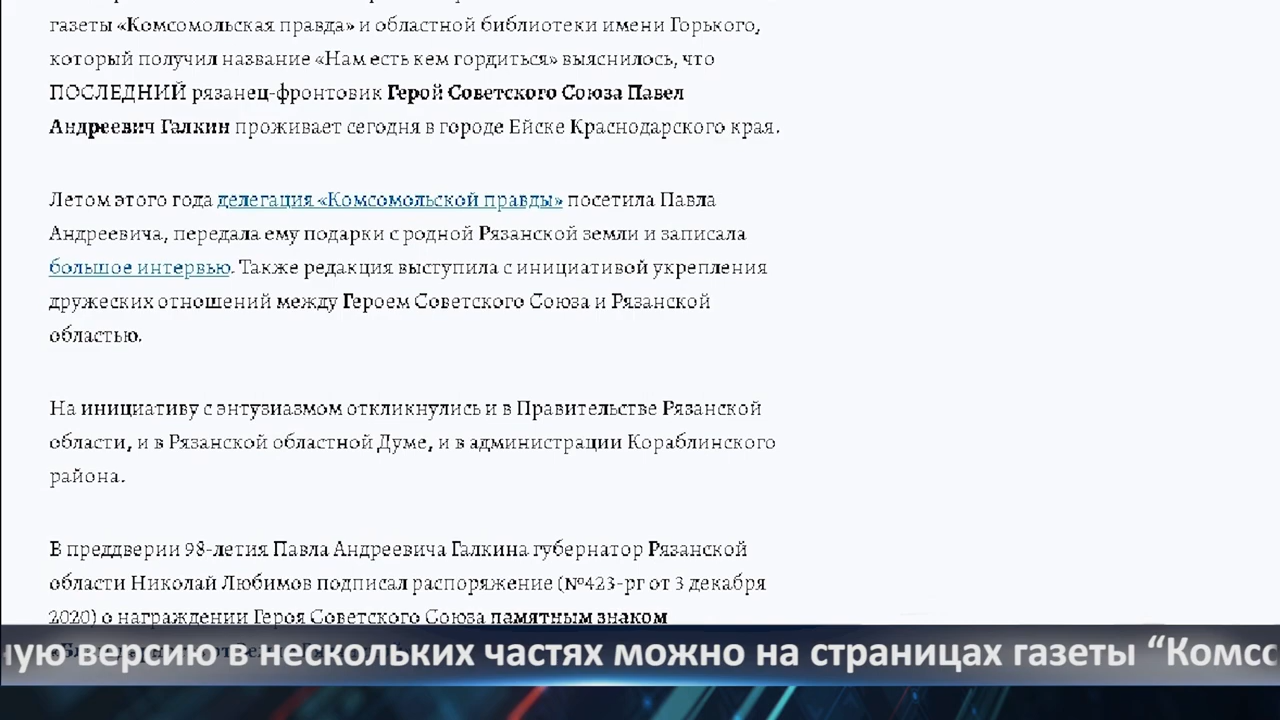 газеты «Комсомольская правда» и областной библиотеки имени Горького,
который получил название «Нам есть кем гордиться» выяснилось, что
ПОСЛЕДНИЙ рязанец-фронтовик Герой Советского Союза Павел
Андреевич Галкин проживает сегодня в городе Ейске Краснодарского края.
Летом этого года делегация «Комсомольской правды» посетила Павла
Андреевича, передала ему подарки с родной Рязанской земли и записала
большое интервью. Также редакция выступила с инициативой укрепления
дружеских отношений между Героем Советского Союза и Рязанской
областью.
На инициативу с энтузиазмом откликнулись и в Правительстве Рязанской
области, и в Рязанской областной Думе, и в администрации Кораблинского
района.
В преддверии 98-летия Павла Андреевича Галкина губернатор Рязанской
области Николай Любимов подписал распоряжение (№423-рг от 3 декабря
2020) о награждении Героя Советского Союза памятным знаком
ную версию в нескольких частях можно на страницах газеты “Комсо